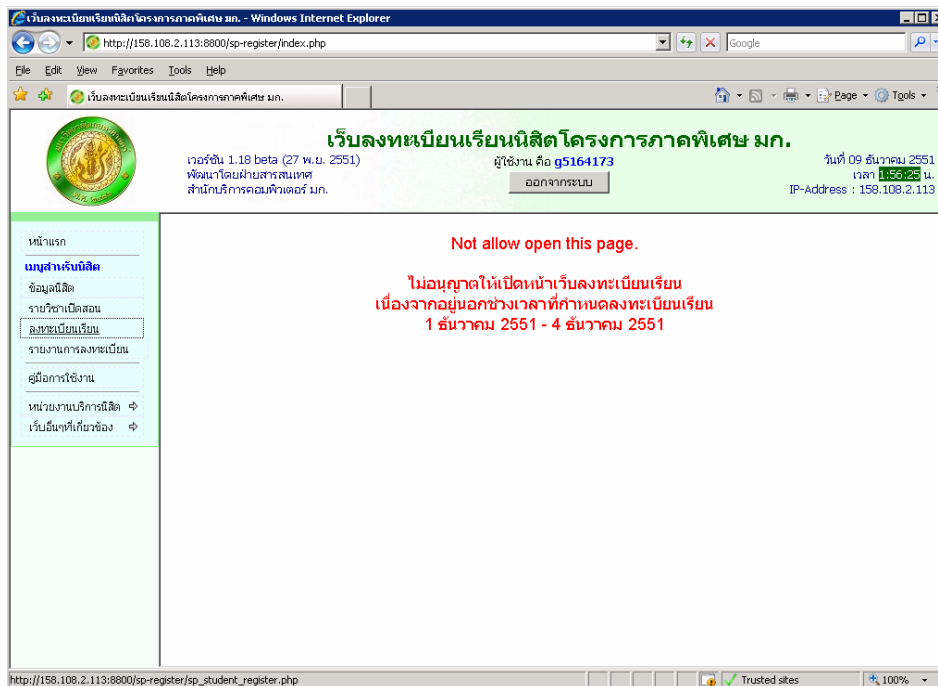 เว็บลงทะเบียนเรียนนิสิตโครงการภาคพิเศษ มก. - Windows Internet Explorer
http://158.108.2.113:8800/sp-register/index.php
Google
File Edit View Favorites Tools Help
เว็บลงทะเบียนเรียนนิสิตโครงการภาคพิเศษ มก.
Page Tools
เว็บลงทะเบียนเรียนนิสิตโครงการภาคพิเศษ มก.
เวอร์ชัน 1.18 beta (27 พ.ย. 2551)
พัฒนาโดยฝ่ายสารสนเทศ
สำนักบริการคอมพิวเตอร์ มก.
ผู้ใช้งาน คือ g5164173
ออกจากระบบ
วันที่ 09 ธันวาคม 2551
เวลา 1:56:25 น.
IP-Address : 158.108.2.113
หน้าแรก
เมนูสำหรับนิสิต
ข้อมูลนิสิต
รายวิชาเปิดสอน
ลงทะเบียนเรียน
รายงานการลงทะเบียน
คู่มือการใช้งาน
หน่วยงานบริการนิสิต
เว็บอื่นๆที่เกี่ยวข้อง
Not allow open this page.
ไม่อนุญาตให้เปิดหน้าเว็บลงทะเบียนเรียน
เนื่องจากอยู่นอกช่วงเวลาที่กำหนดลงทะเบียนเรียน
1 ธันวาคม 2551 - 4 ธันวาคม 2551
http://158.108.2.113:8800/sp-register/sp_student_register.php
Trusted sites
100%